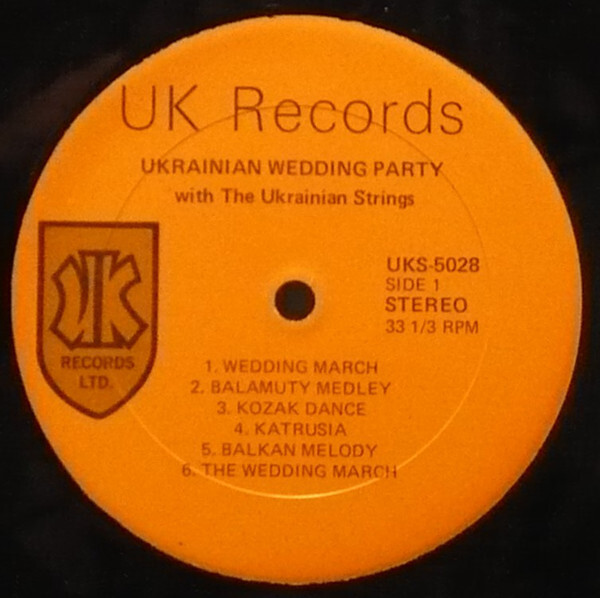 UK Records
UKRAINIAN WEDDING PARTY
with The Ukrainian Strings
UK
RECORDS
LTD.
UKS-5028
SIDE 1
STEREO
33 1/3 RPM
1. WEDDING MARCH
2. BALAMUTY MEDLEY
3. KOZAK DANCE
4. KATRUSIA
5. BALKAN MELODY
6. THE WEDDING MARCH